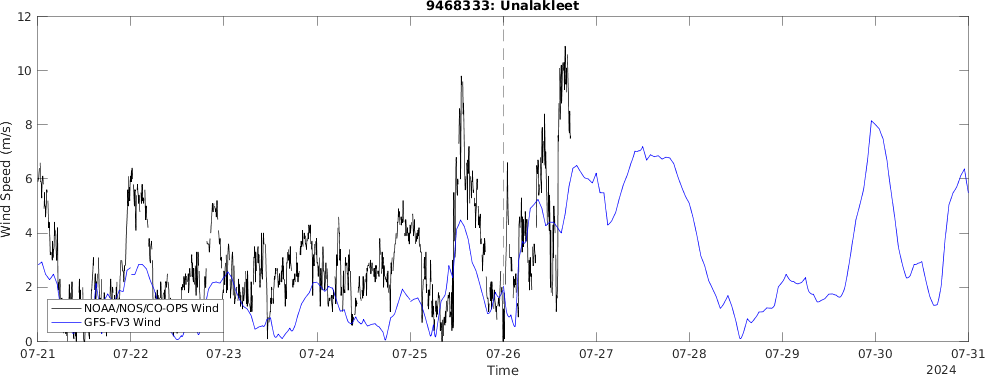 9468333: Unalakleet
Wind Speed (m/s)
12
10
8
6
4
2
0
NOAA/NOS/CO-OPS Wind
GFS-FV3 Wind
07-21 07-22 07-23 07-24 07-25 07-26 07-27 07-28 07-29 07-30 07-31
Time
2024